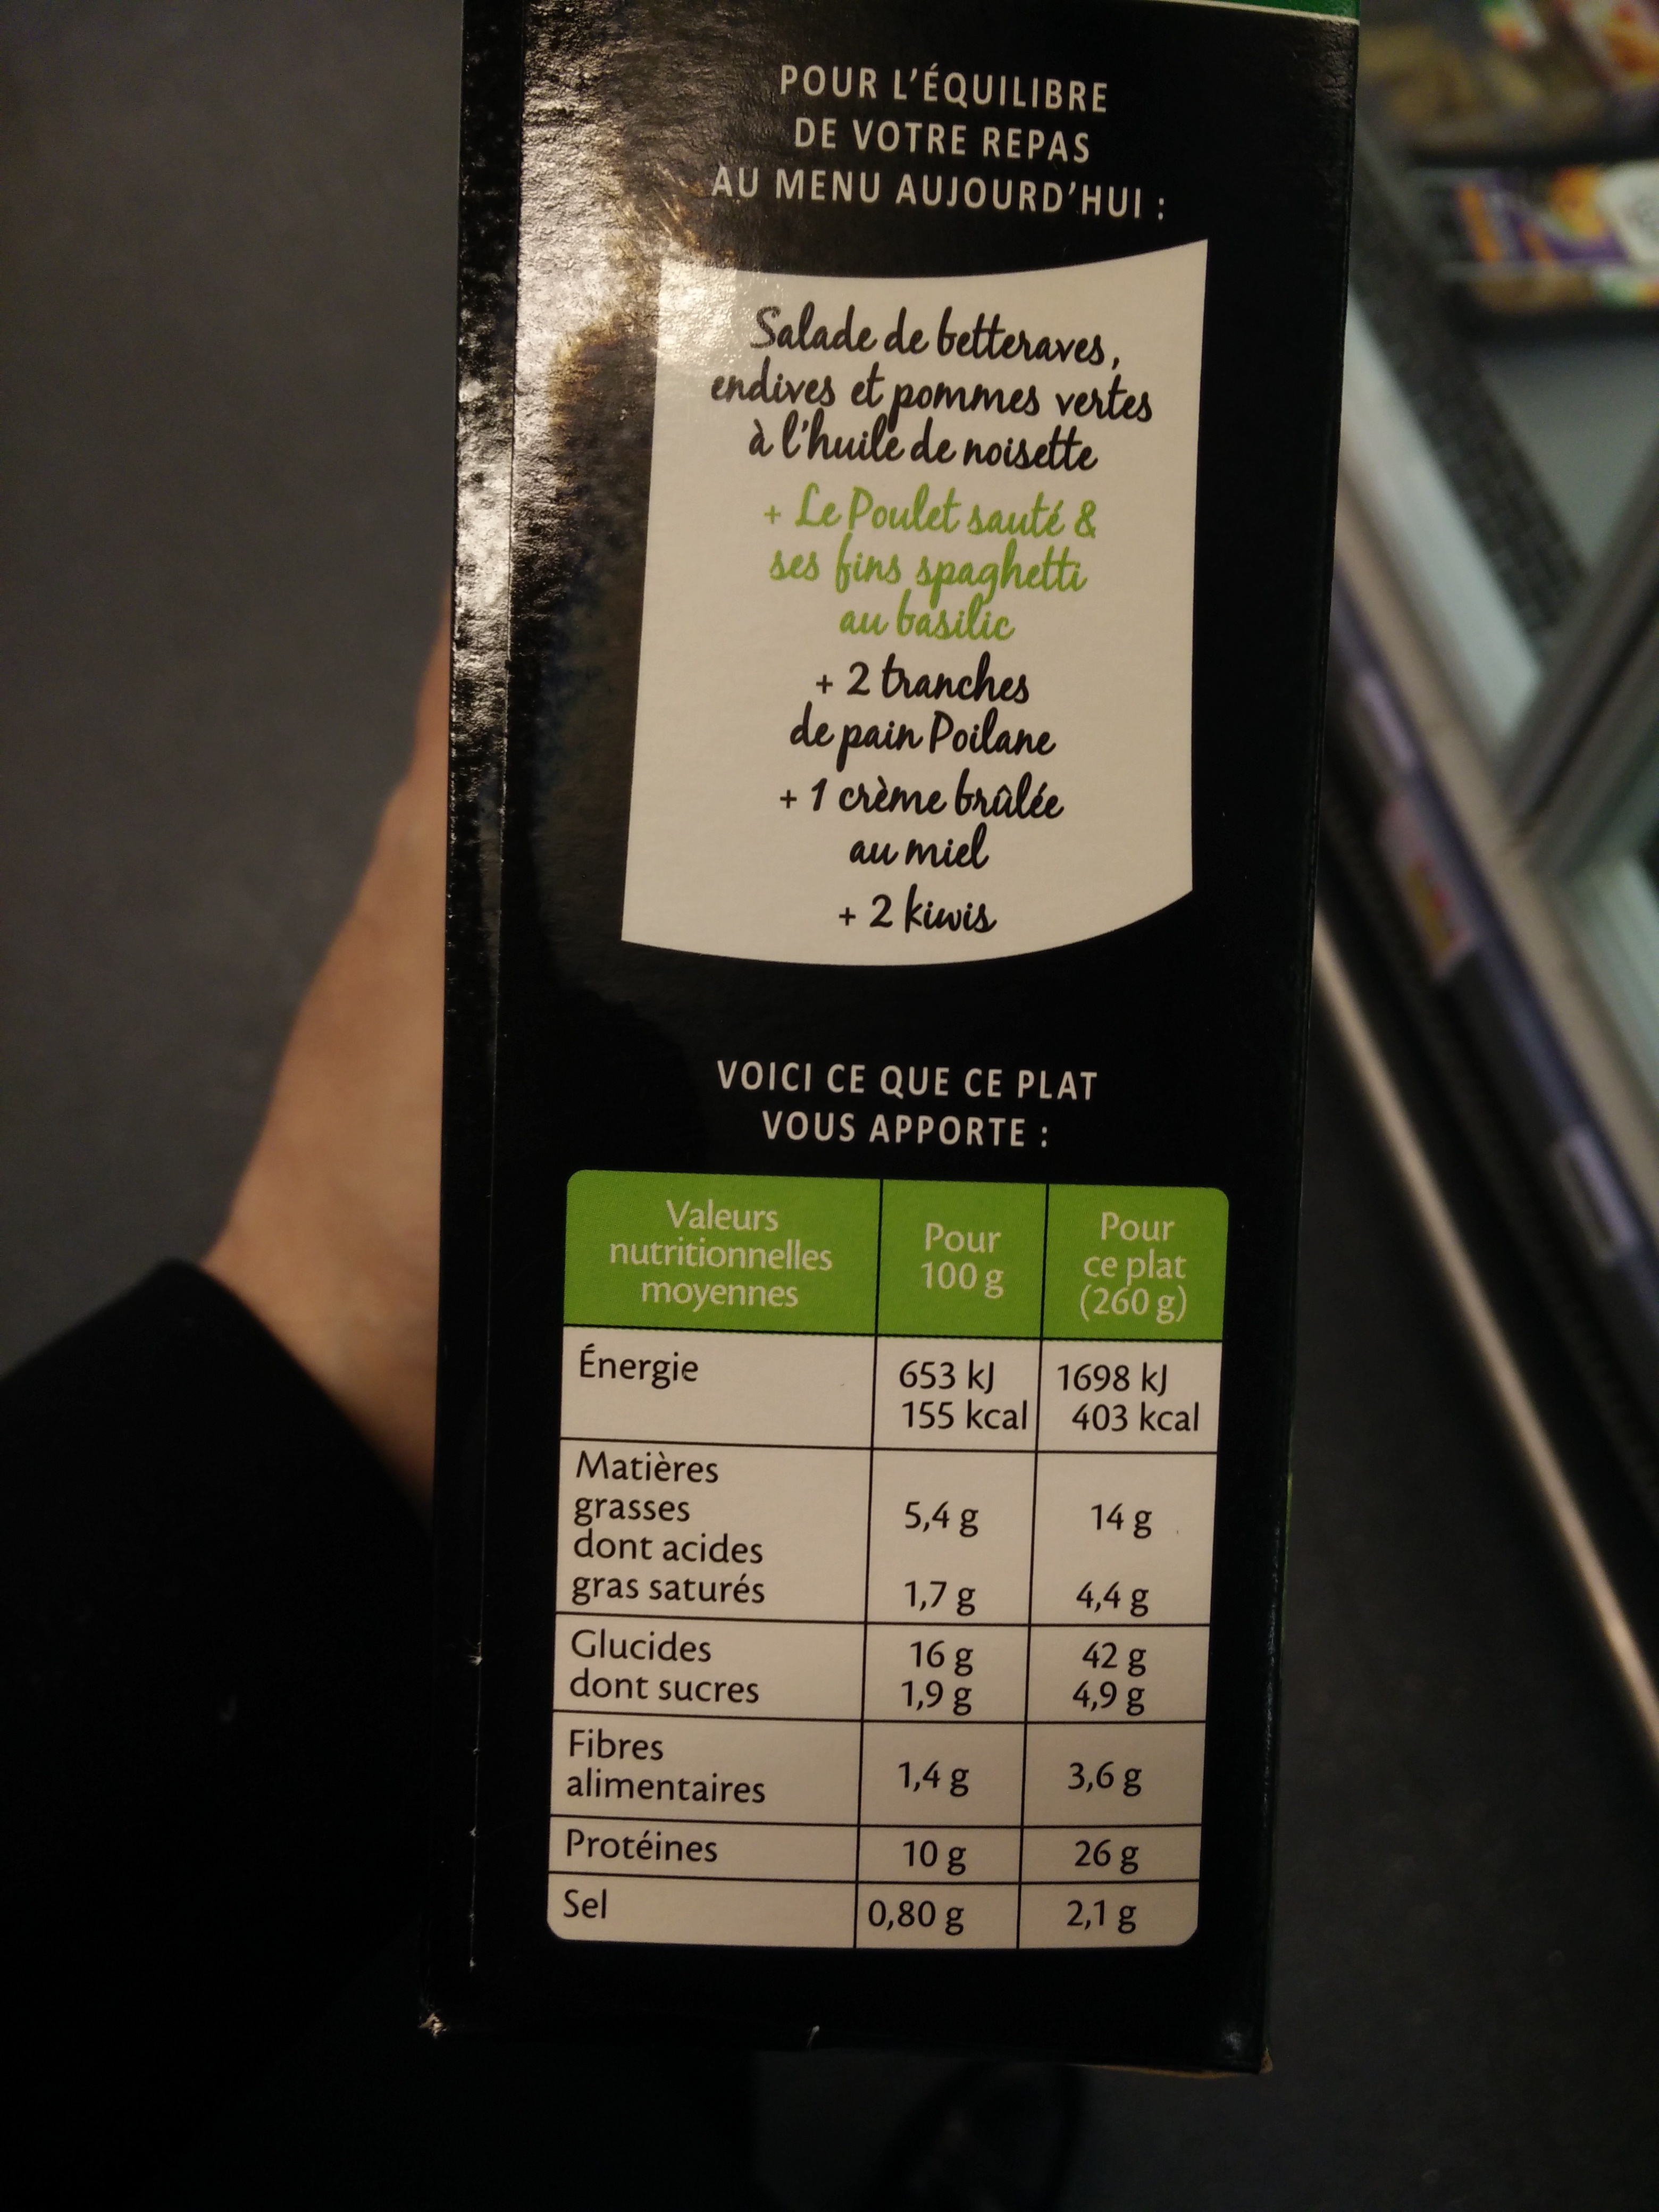 POUR L'ÉQUILIBRE
DE VOTRE REPAS
AU MENU AUJOURD'HUI :
Salade de betteraves,
endives et pommes vertes
à l'huile de noisette
+ Le Poulet sauté &
ses fins spaghetti
au basilic
+ 2 tranches
de pain Poilane
+ 1 crème brûlée
au miel
+ 2 kiwis
VOICI CE QUE CE PLAT
VOUS APPORTE :
Valeurs
nutritionnelles
moyennes
Pour
100 g
Pour
ce plat
(260 g)
Énergie
653 kJ
155 kcal
1698 kJ
403 kcal
Matières
grasses
dont acides
gras saturés
5,4 g
1,7 g
14 g
4,4 g
Glucides
dont sucres
16 g
1,9 g
42 g
4,9 g
Fibres
alimentaires
1,4 g
3,6 g
Protéines
10 g
26 g
Sel
0,80 g
2,1 g